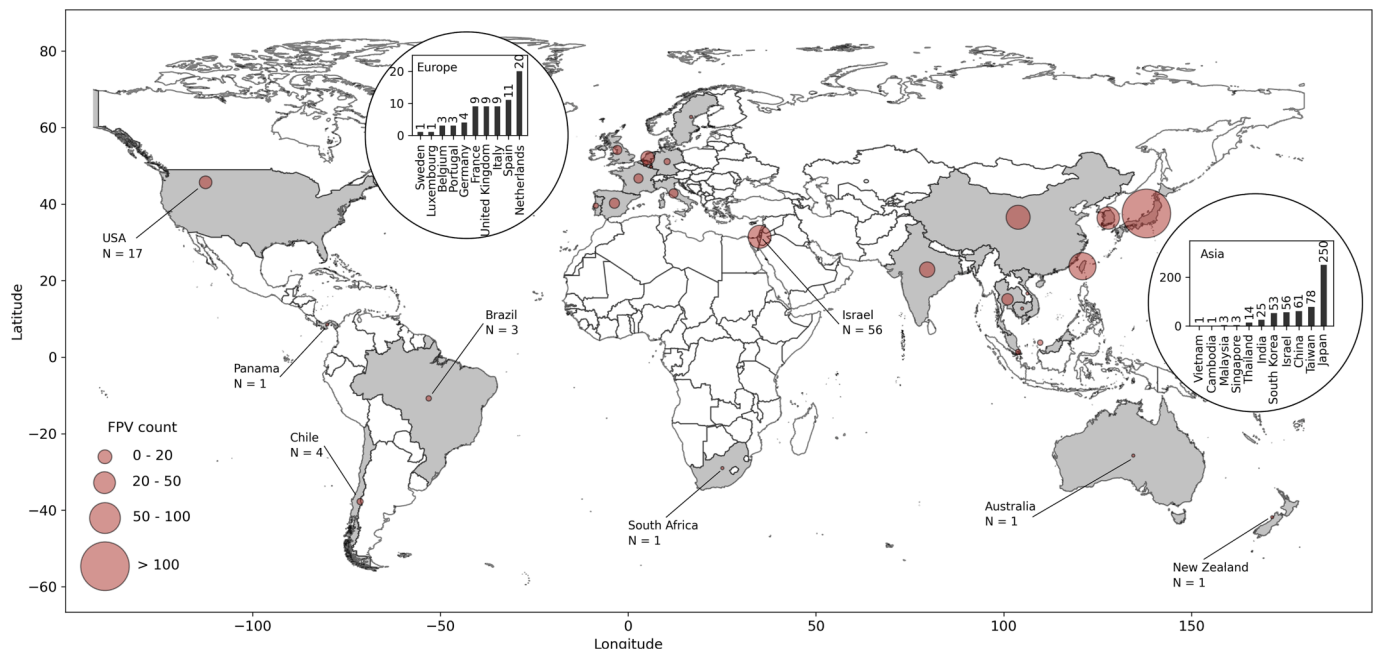 80
60
40
20
0
−20
−40
−60
Latitude
−100
−50
0
50
100
150
Longitude
USA
N = 17
Panama
N = 1
Brazil
N = 3
Chile
N = 4
South Africa
N = 1
Israel
N = 56
Australia
N = 1
New Zealand
N = 1
FPV count
0 - 20
20 - 50
50 - 100
> 100
Europe
20
10
0
1
1
3
3
4
9
9
9
11
20
Sweden
Luxembourg
Belgium
Portugal
Germany
France
United Kingdom
Italy
Spain
Netherlands
Asia
200
0
1
1
3
3
14
25
53
56
61
78
250
Vietnam
Cambodia
Malaysia
Singapore
Thailand
India
South Korea
Israel
China
Taiwan
Japan